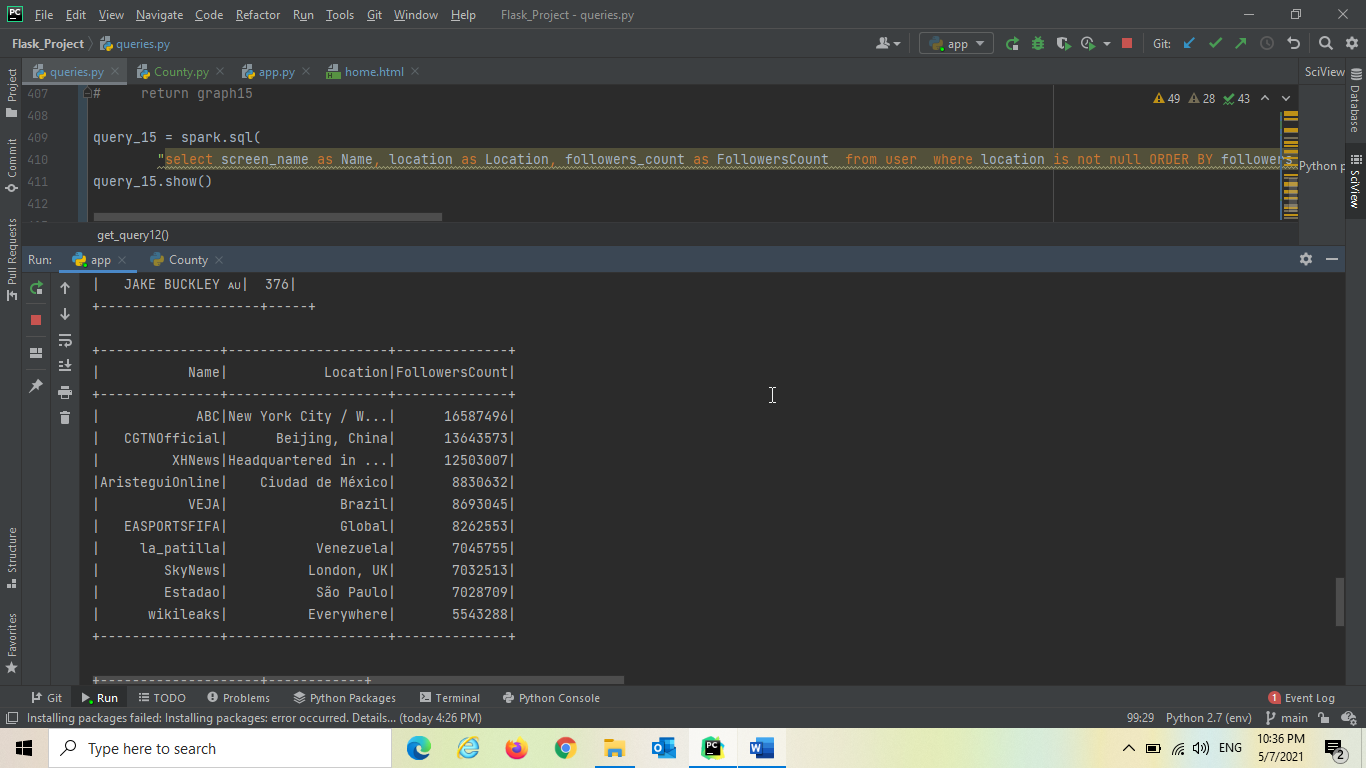 File Edit View Navigate Code Refactor Run Tools Git Window Help Flask_Project - queries.py
Flask_Project queries.py app Git:
queries.py County.py app.py home.html SciView
407 # return graph15 49 28 43
408
409 query_15 = spark.sql(
410 "select screen_name as Name, location as Location, followers_count as FollowersCount  from user  where location is not null ORDER BY followers Python p
411 query_15.show()
412
get_query12()
Run: app County
| JAKE BUCKLEY AU| 376|
+--------------------+-----+
+---------------+--------------------+--------------+
| Name| Location|FollowersCount|
+---------------+--------------------+--------------+
| ABC|New York City / W...| 16587496|
| CGTNOfficial| Beijing, China| 13643573|
| XHNews|Headquartered in ...| 12503007|
|AristeguiOnline| Ciudad de México| 8830632|
| VEJA| Brazil| 8693045|
| EASPORTSFIFA| Global| 8262553|
| la_patilla| Venezuela| 7045755|
| SkyNews| London, UK| 7032513|
| Estadao| São Paulo| 7028709|
| wikileaks| Everywhere| 5543288|
+---------------+--------------------+--------------+
+--------------------+------------+
Project
Commit
Pull Requests
Structure
Favorites
Database
SciView
Git Run TODO Problems Python Packages Terminal Python Console 1 Event Log
Installing packages failed: Installing packages: error occurred. Details... (today 4:26 PM) 99:29 Python 2.7 (env) main
Type here to search ENG 10:36 PM
5/7/2021 2